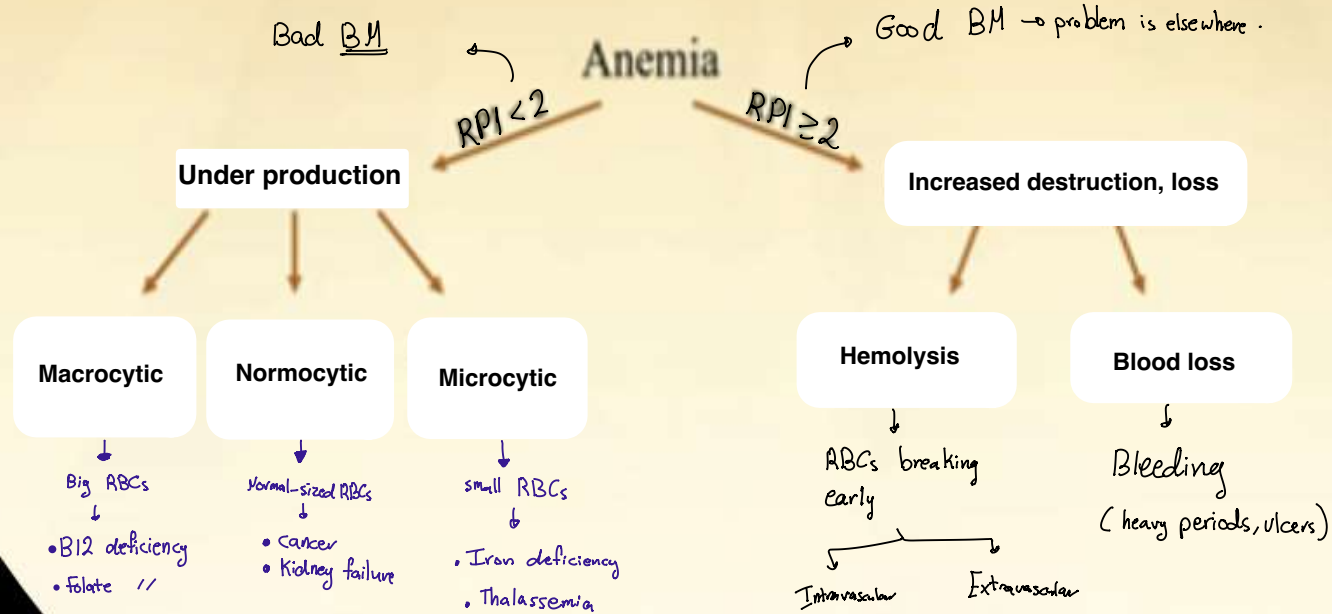 Bad BM
Good BM → problem is elsewhere.
Anemia
RPI < 2
RPI ≥ 2
Under production
Increased destruction, loss
Macrocytic
Normocytic
Microcytic
Hemolysis
Blood loss
Big RBCs
• B12 deficiency
• Folate //
Normal-sized RBCs
• Cancer
• Kidney failure
small RBCs
• Iron deficiency
• Thalassemia
RBCs breaking
early
Intravascular
Extravascular
Bleeding
(heavy periods, ulcers)